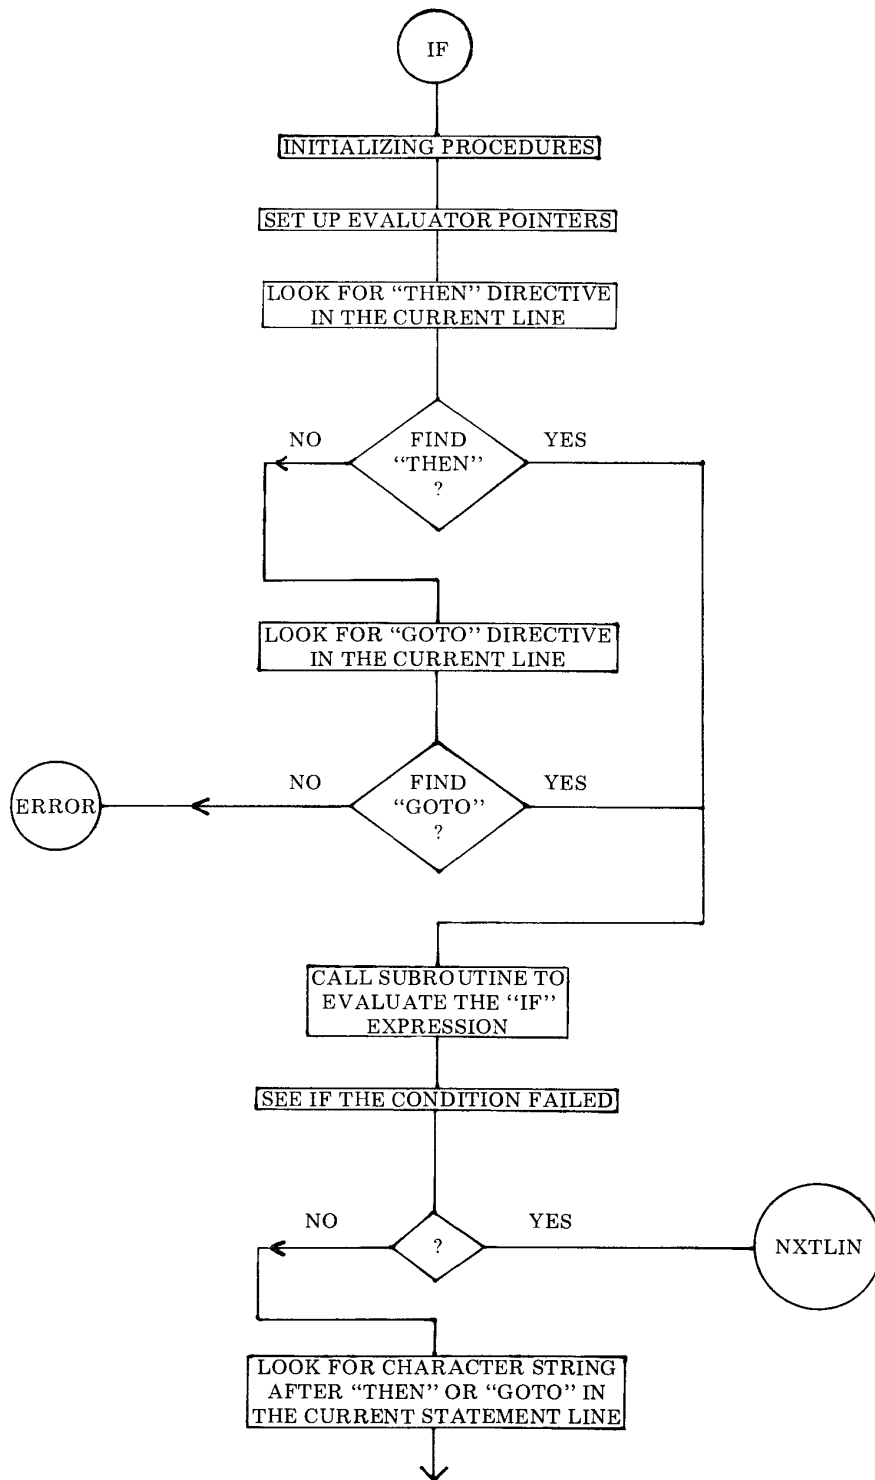 IF
INITIALIZING PROCEDURES
SET UP EVALUATOR POINTERS
LOOK FOR “THEN” DIRECTIVE
IN THE CURRENT LINE
NO
FIND
“THEN”
?
YES
LOOK FOR “GOTO” DIRECTIVE
IN THE CURRENT LINE
ERROR
NO
FIND
“GOTO”
?
YES
CALL SUBROUTINE TO
EVALUATE THE “IF”
EXPRESSION
SEE IF THE CONDITION FAILED
NO
?
YES
NXTLIN
LOOK FOR CHARACTER STRING
AFTER “THEN” OR “GOTO” IN
THE CURRENT STATEMENT LINE